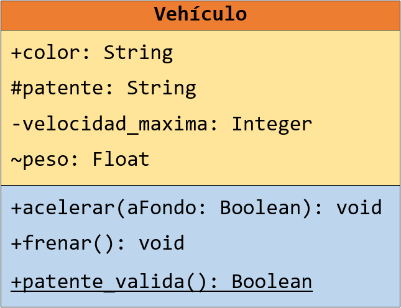 Vehículo
+color: String
#patente: String
-velocidad_maxima: Integer
~peso: Float
+acelerar(aFondo: Boolean): void
+frenar(): void
+patente_valida(): Boolean